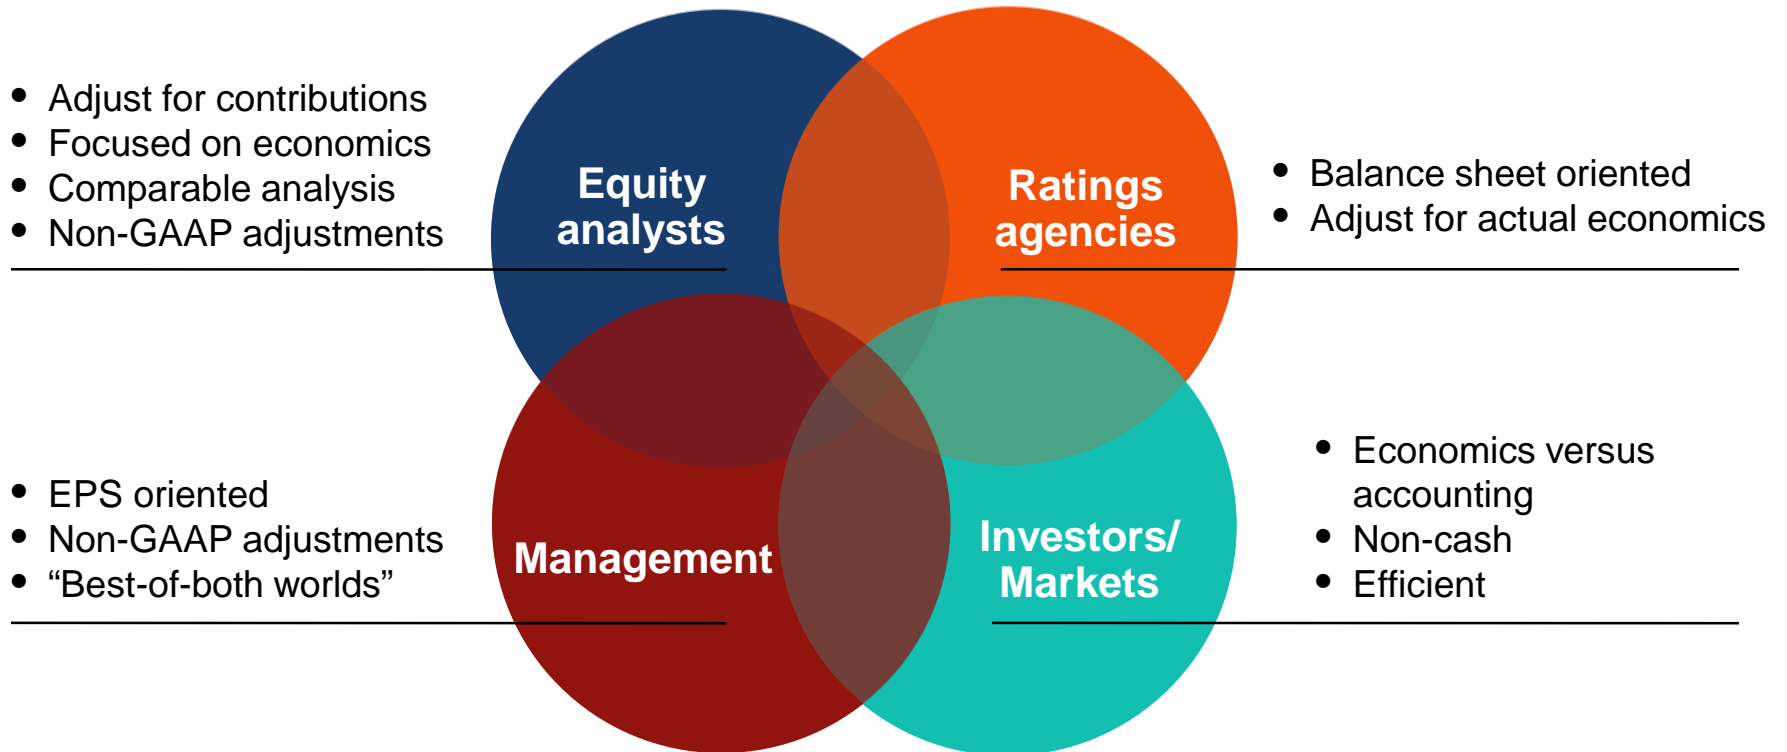 • Adjust for contributions
• Focused on economics
• Comparable analysis
• Non-GAAP adjustments
Equity
analysts
Ratings
agencies
• Balance sheet oriented
• Adjust for actual economics
• EPS oriented
• Non-GAAP adjustments
• “Best-of-both worlds”
Management
Investors/
Markets
• Economics versus
accounting
• Non-cash
• Efficient